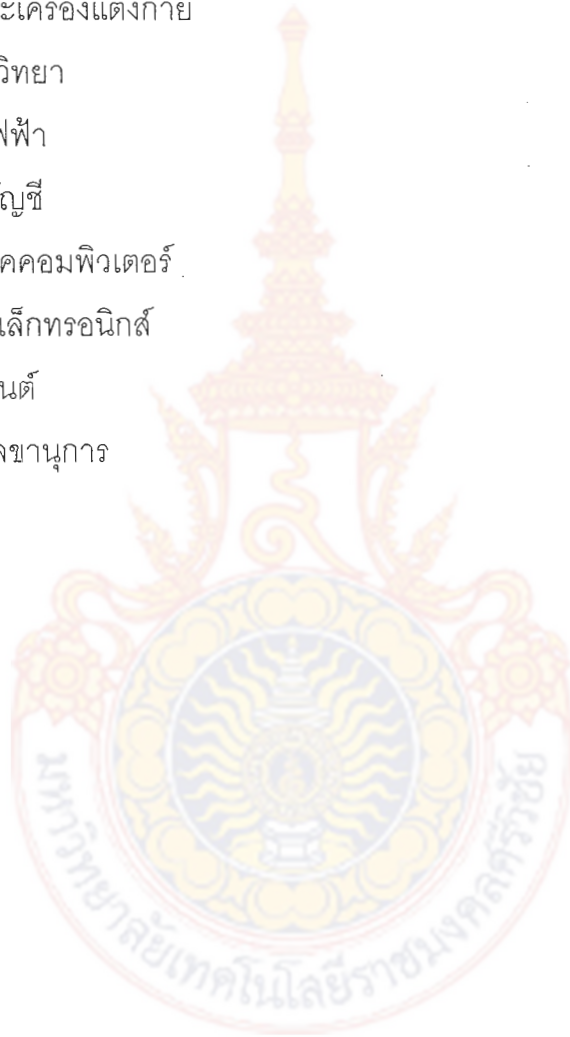 ะเครื่องแต่งกาย
วิทยา
ฟฟ้า
ัญชี
คคอมพิวเตอร์
เล็กทรอนิกส์
นต์
ลขานุการ
มหาวิทยาลัยเทคโนโลยีราชมงคลศรีวิชัย